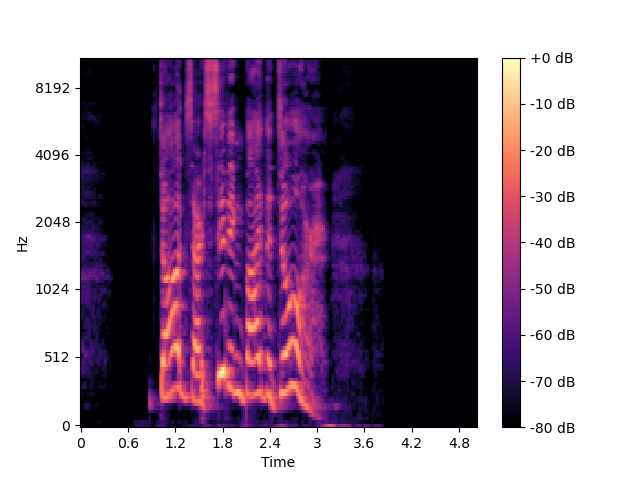 8192
4096
2048
1024
512
0
Hz
0 0.6 1.2 1.8 2.4 3 3.6 4.2 4.8
Time
+0 dB
-10 dB
-20 dB
-30 dB
-40 dB
-50 dB
-60 dB
-70 dB
-80 dB